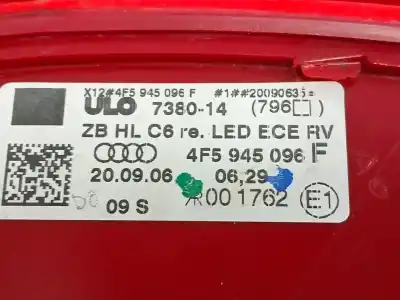 X12#4F5 945 096 F #1##2009063
ULO 7380-14 (796□)
ZB HL C6 re. LED ECE RV
4F5 945 096 F
20.09.06 06,29
09 S 001762 E1